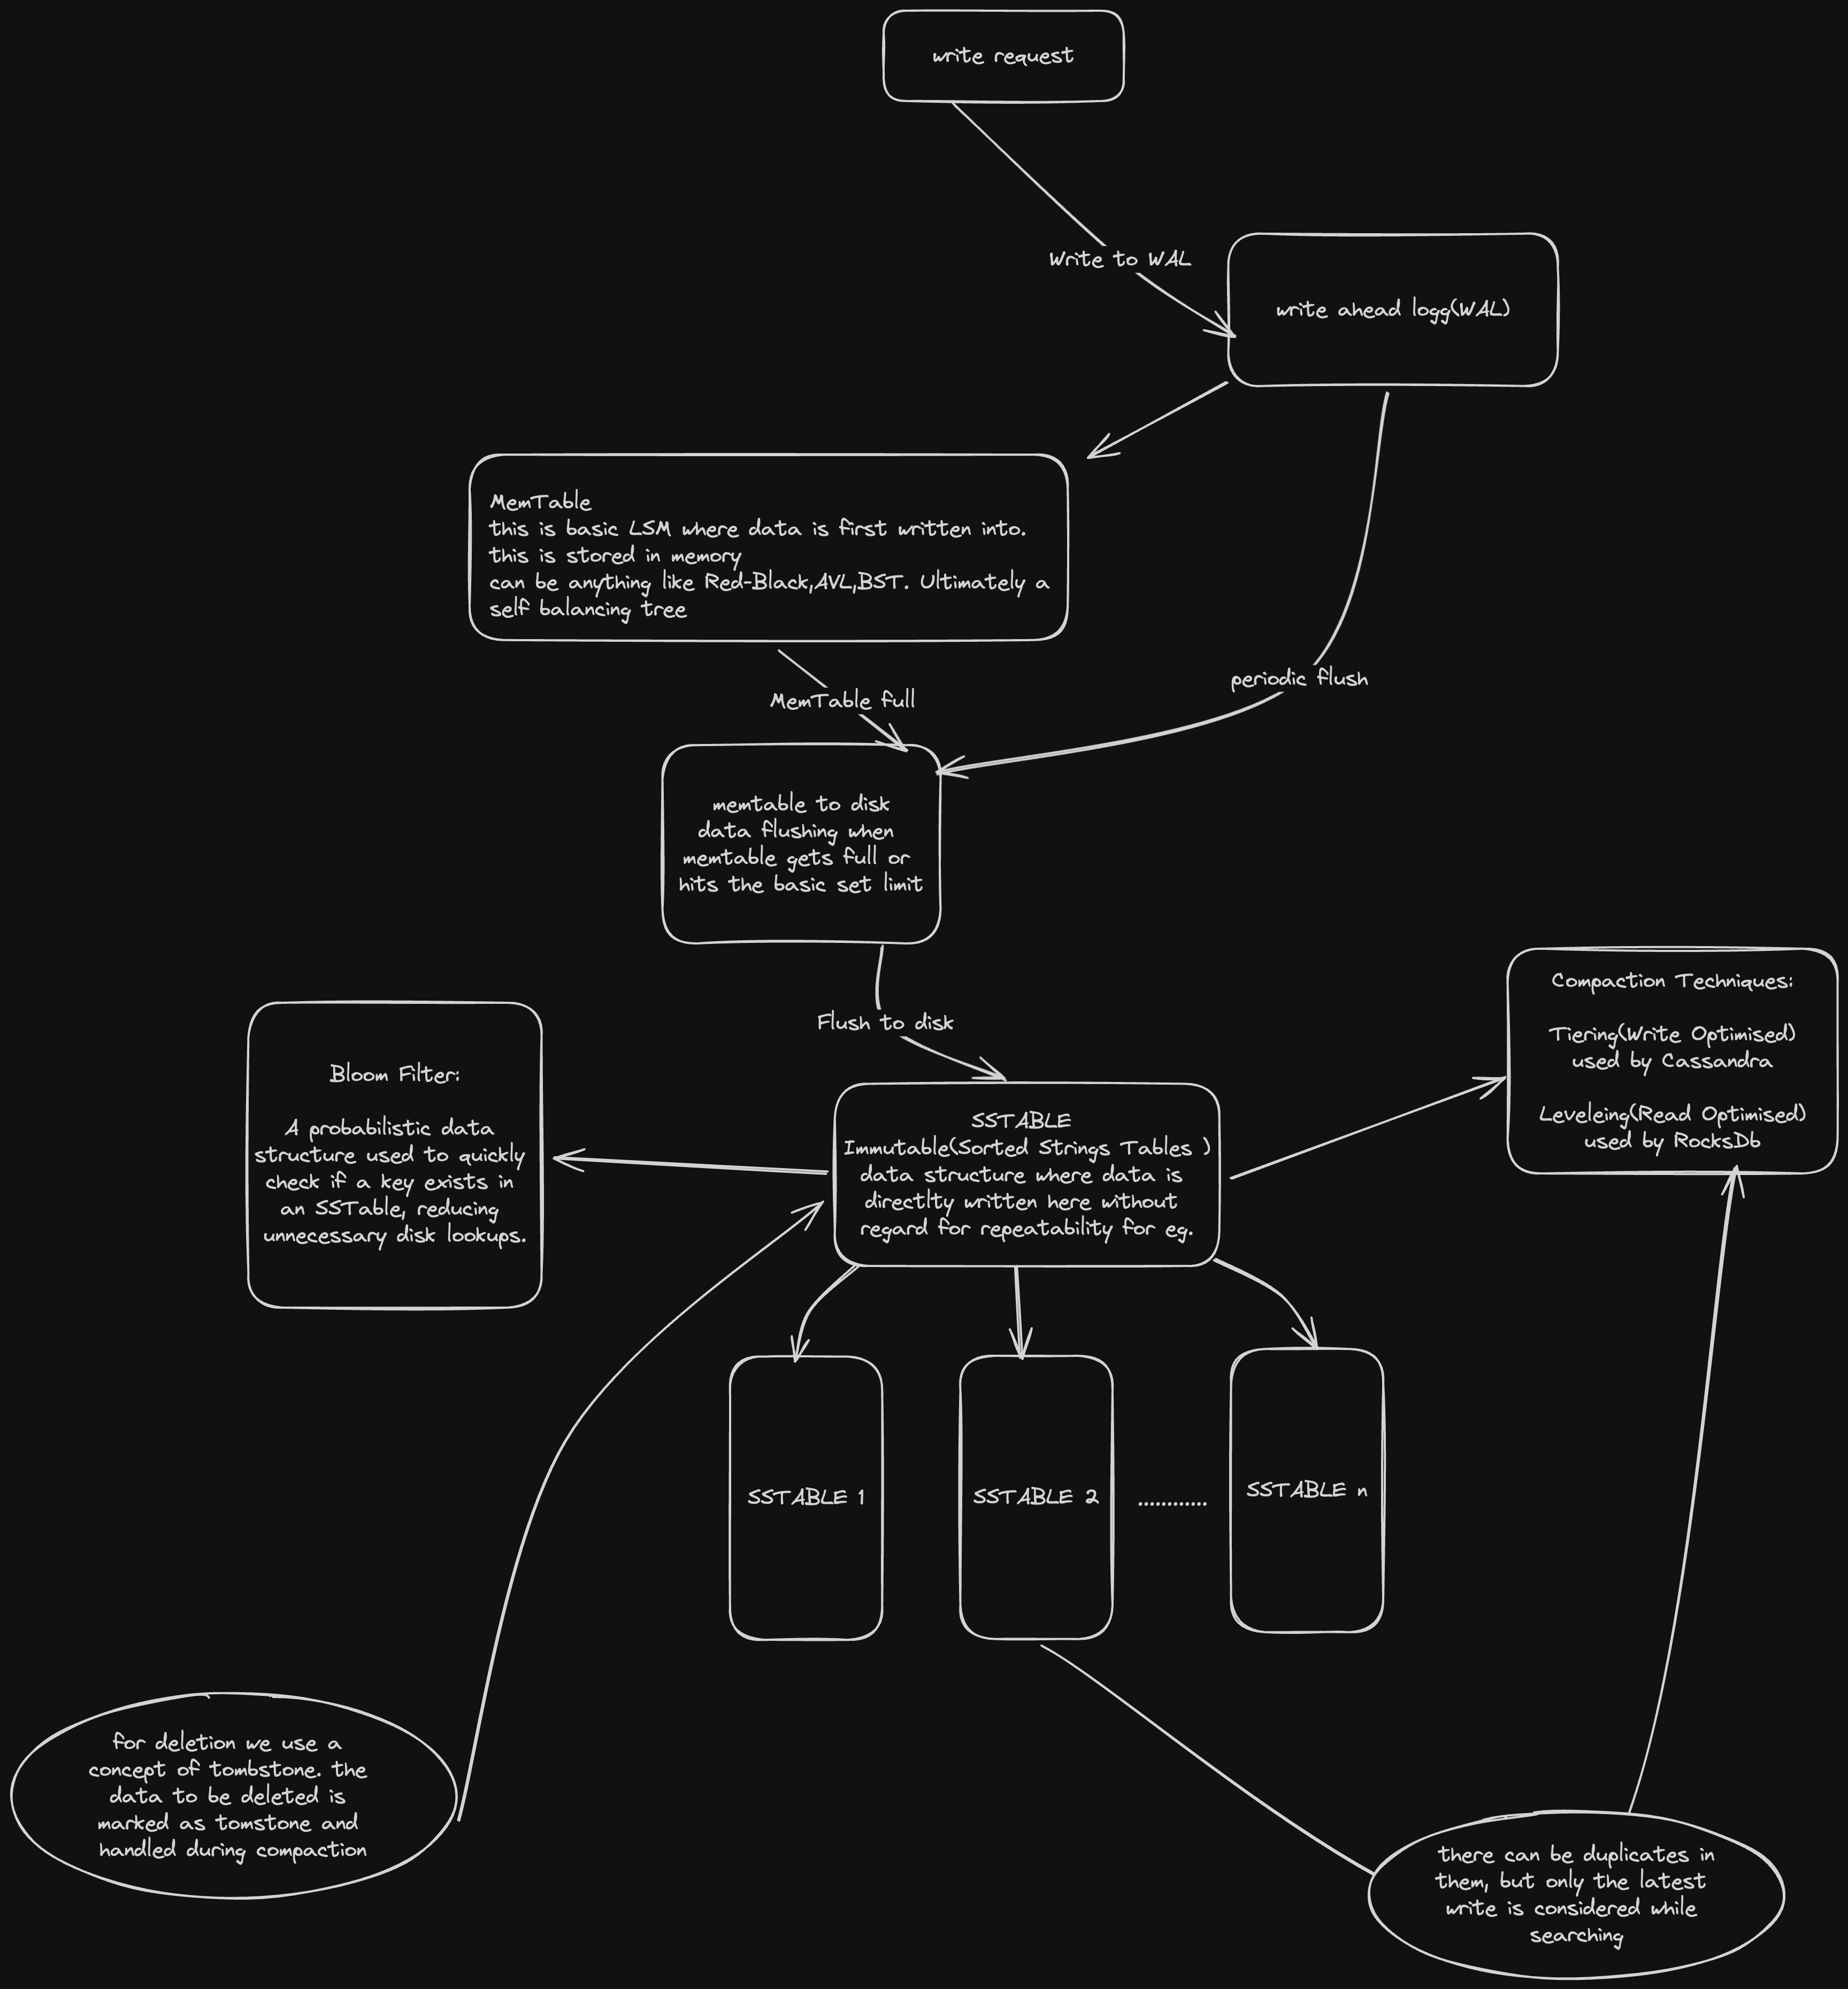 write request
Write to WAL
write ahead logg(WAL)
MemTable
this is basic LSM where data is first written into.
this is stored in memory
can be anything like Red-Black,AVL,BST. Ultimately a
self balancing tree
periodic flush
MemTable full
memtable to disk
data flushing when
memtable gets full or
hits the basic set limit
Flush to disk
Compaction Techniques:
Tiering(Write Optimised)
used by Cassandra
Leveleing(Read Optimised)
used by RocksDb
Bloom Filter:
A probabilistic data
structure used to quickly
check if a key exists in
an SSTable, reducing
unnecessary disk lookups.
SSTABLE
Immutable(Sorted Strings Tables )
data structure where data is
directlty written here without
regard for repeatability for eg.
SSTABLE 1
SSTABLE 2
............
SSTABLE n
for deletion we use a
concept of tombstone. the
data to be deleted is
marked as tomstone and
handled during compaction
there can be duplicates in
them, but only the latest
write is considered while
searching